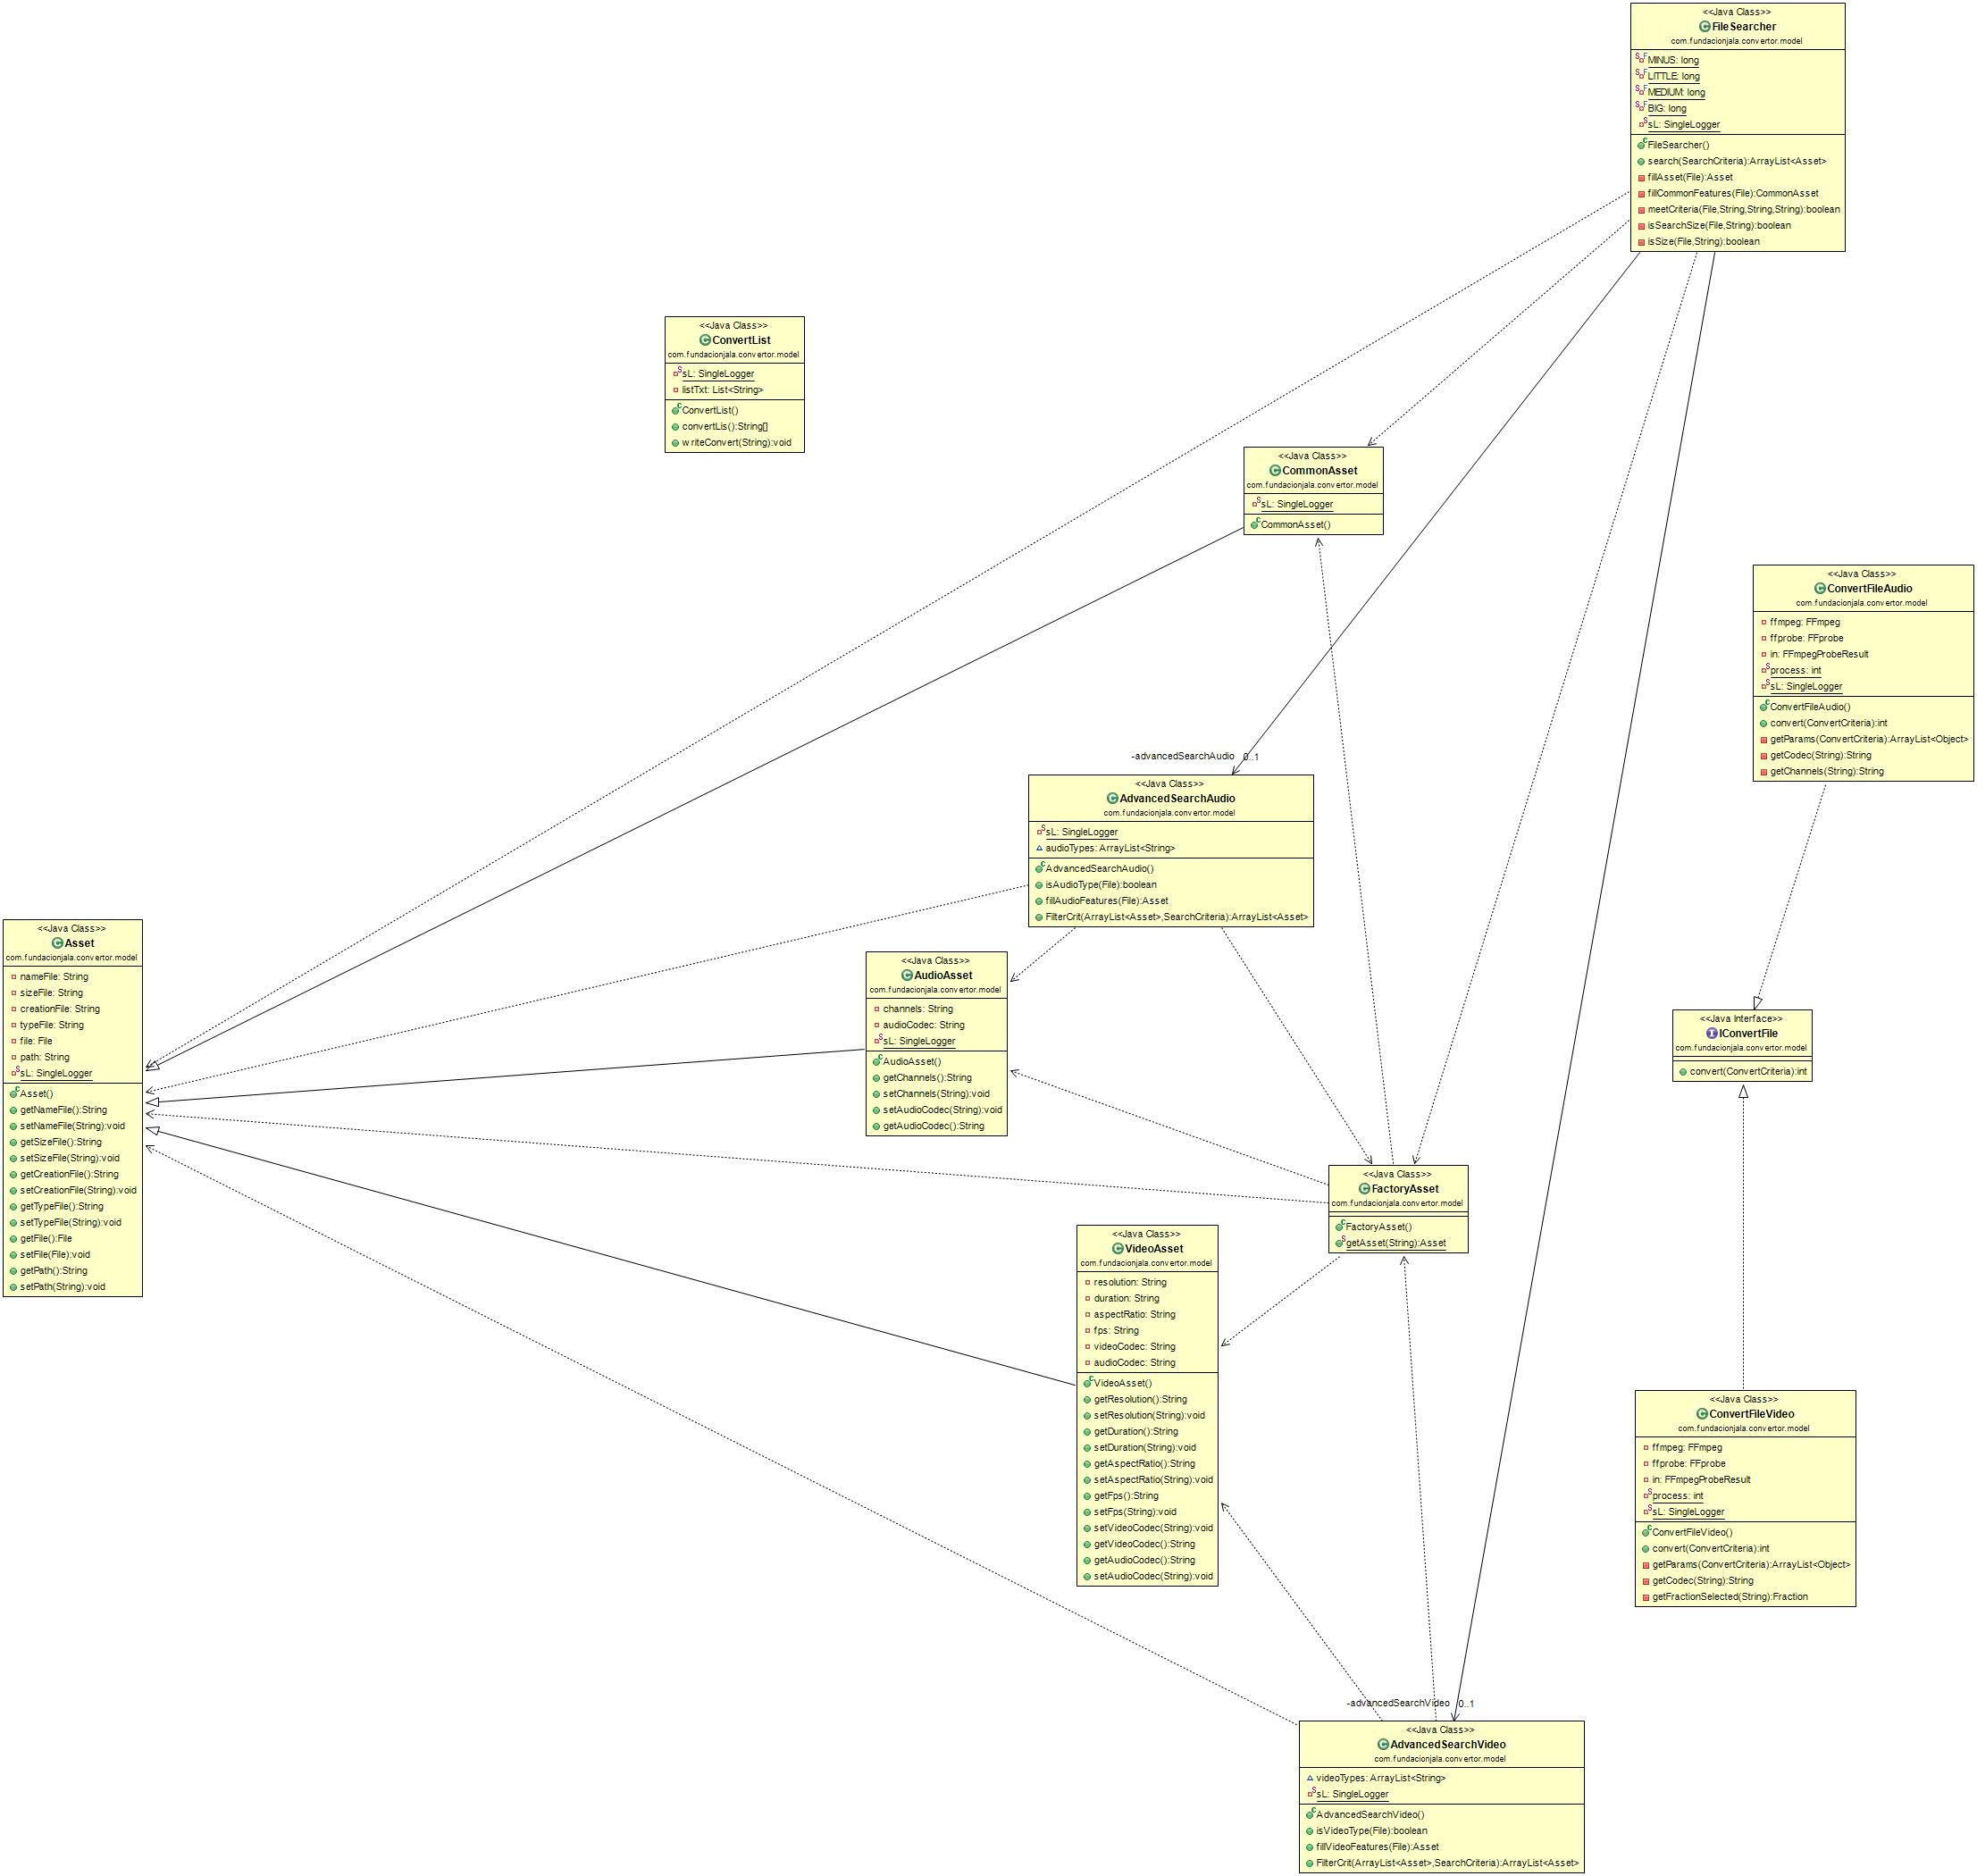 <<Java Class>>
FileSearcher
com.fundacionjala.convertor.model
MINUS: long
LITTLE: long
MEDIUM: long
BIG: long
sL: SingleLogger
FileSearcher()
search(SearchCriteria):ArrayList<Asset>
fillAsset(File):Asset
fillCommonFeatures(File):CommonAsset
meetCriteria(File,String,String,String):boolean
isSearchSize(File,String):boolean
isSize(File,String):boolean
<<Java Class>>
ConvertList
com.fundacionjala.convertor.model
sL: SingleLogger
listTxt: List<String>
ConvertList()
convertLis():String[]
writeConvert(String):void
<<Java Class>>
CommonAsset
com.fundacionjala.convertor.model
sL: SingleLogger
CommonAsset()
<<Java Class>>
ConvertFileAudio
com.fundacionjala.convertor.model
ffmpeg: FFmpeg
ffprobe: FFprobe
in: FFmpegProbeResult
process: int
sL: SingleLogger
ConvertFileAudio()
convert(ConvertCriteria):int
getParams(ConvertCriteria):ArrayList<Object>
getCodec(String):String
getChannels(String):String
-advancedSearchAudio 0..1
<<Java Class>>
AdvancedSearchAudio
com.fundacionjala.convertor.model
sL: SingleLogger
audioTypes: ArrayList<String>
AdvancedSearchAudio()
isAudioType(File):boolean
fillAudioFeatures(File):Asset
FilterCrit(ArrayList<Asset>,SearchCriteria):ArrayList<Asset>
<<Java Class>>
Asset
com.fundacionjala.convertor.model
nameFile: String
sizeFile: String
creationFile: String
typeFile: String
file: File
path: String
sL: SingleLogger
Asset()
getNameFile():String
setNameFile(String):void
getSizeFile():String
setSizeFile(String):void
getCreationFile():String
setCreationFile(String):void
getTypeFile():String
setTypeFile(String):void
getFile():File
setFile(File):void
getPath():String
setPath(String):void
<<Java Class>>
AudioAsset
com.fundacionjala.convertor.model
channels: String
audioCodec: String
sL: SingleLogger
AudioAsset()
getChannels():String
setChannels(String):void
setAudioCodec(String):void
getAudioCodec():String
<<Java Interface>>
IConvertFile
com.fundacionjala.convertor.model
convert(ConvertCriteria):int
<<Java Class>>
FactoryAsset
com.fundacionjala.convertor.model
FactoryAsset()
getAsset(String):Asset
<<Java Class>>
VideoAsset
com.fundacionjala.convertor.model
resolution: String
duration: String
aspectRatio: String
fps: String
videoCodec: String
audioCodec: String
VideoAsset()
getResolution():String
setResolution(String):void
getDuration():String
setDuration(String):void
getAspectRatio():String
setAspectRatio(String):void
getFps():String
setFps(String):void
setVideoCodec(String):void
getVideoCodec():String
getAudioCodec():String
setAudioCodec(String):void
<<Java Class>>
ConvertFileVideo
com.fundacionjala.convertor.model
ffmpeg: FFmpeg
ffprobe: FFprobe
in: FFmpegProbeResult
process: int
sL: SingleLogger
ConvertFileVideo()
convert(ConvertCriteria):int
getParams(ConvertCriteria):ArrayList<Object>
getCodec(String):String
getFractionSelected(String):Fraction
-advancedSearchVideo 0..1
<<Java Class>>
AdvancedSearchVideo
com.fundacionjala.convertor.model
videoTypes: ArrayList<String>
sL: SingleLogger
AdvancedSearchVideo()
isVideoType(File):boolean
fillVideoFeatures(File):Asset
FilterCrit(ArrayList<Asset>,SearchCriteria):ArrayList<Asset>